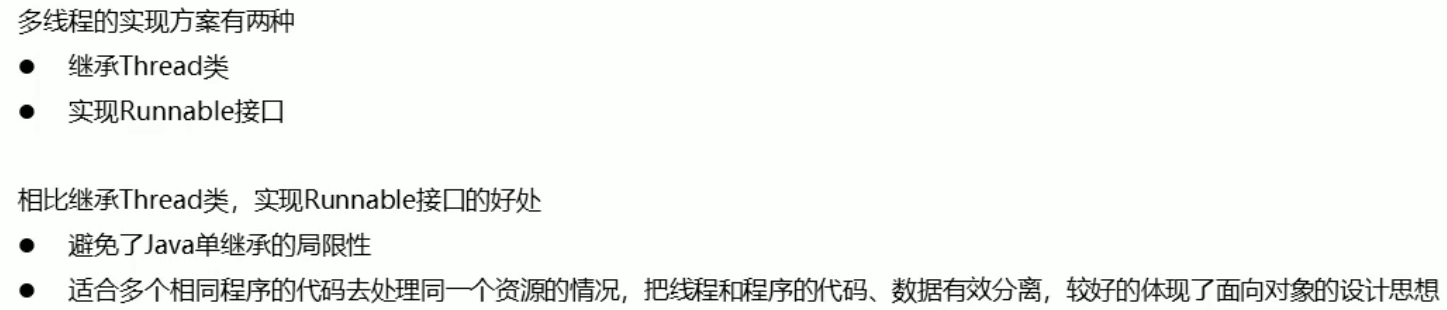 多线程的实现方案有两种
● 继承Thread类
● 实现Runnable接口
相比继承Thread类，实现Runnable接口的好处
● 避免了Java单继承的局限性
● 适合多个相同程序的代码去处理同一个资源的情况，把线程和程序的代码、数据有效分离，较好的体现了面向对象的设计思想